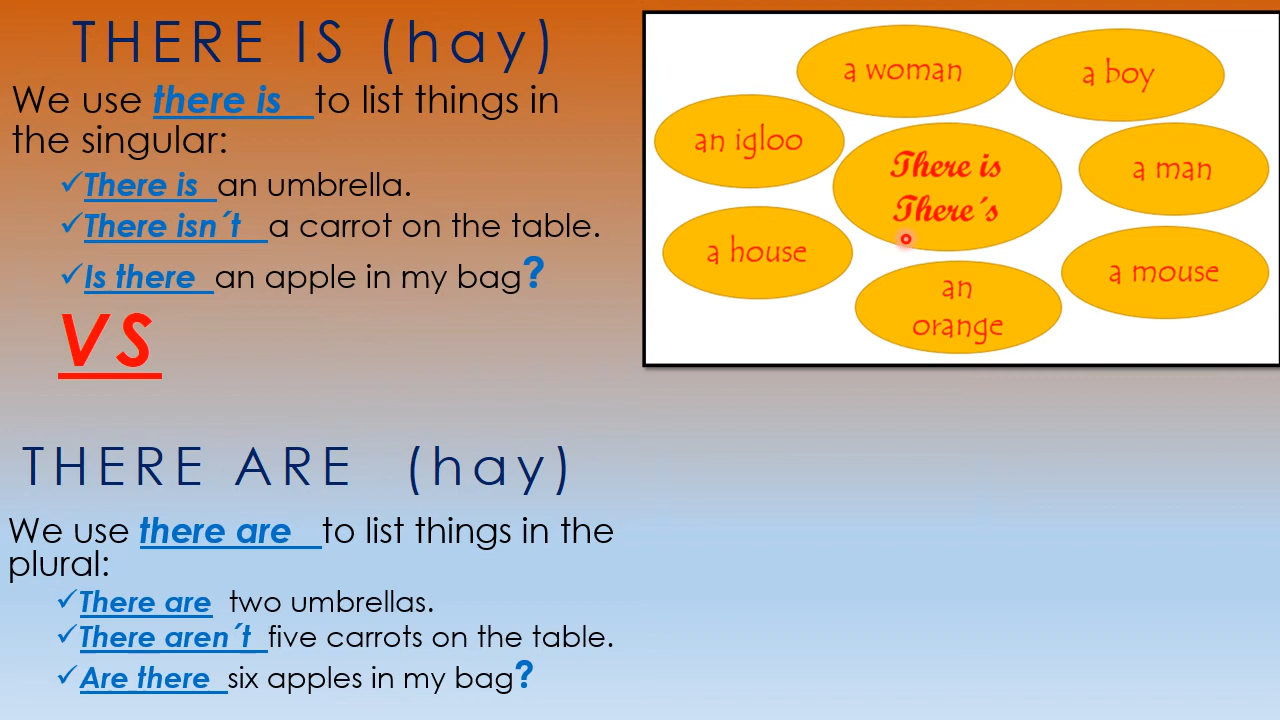 THERE IS (hay)
We use there is to list things in
the singular:
✓There is an umbrella.
✓There isn´t a carrot on the table.
✓Is there an apple in my bag?
VS
THERE ARE (hay)
We use there are to list things in the
plural:
✓There are two umbrellas.
✓There aren´t five carrots on the table.
✓Are there six apples in my bag?
a woman
a boy
an igloo
There is
There´s
a man
a house
a mouse
an
orange